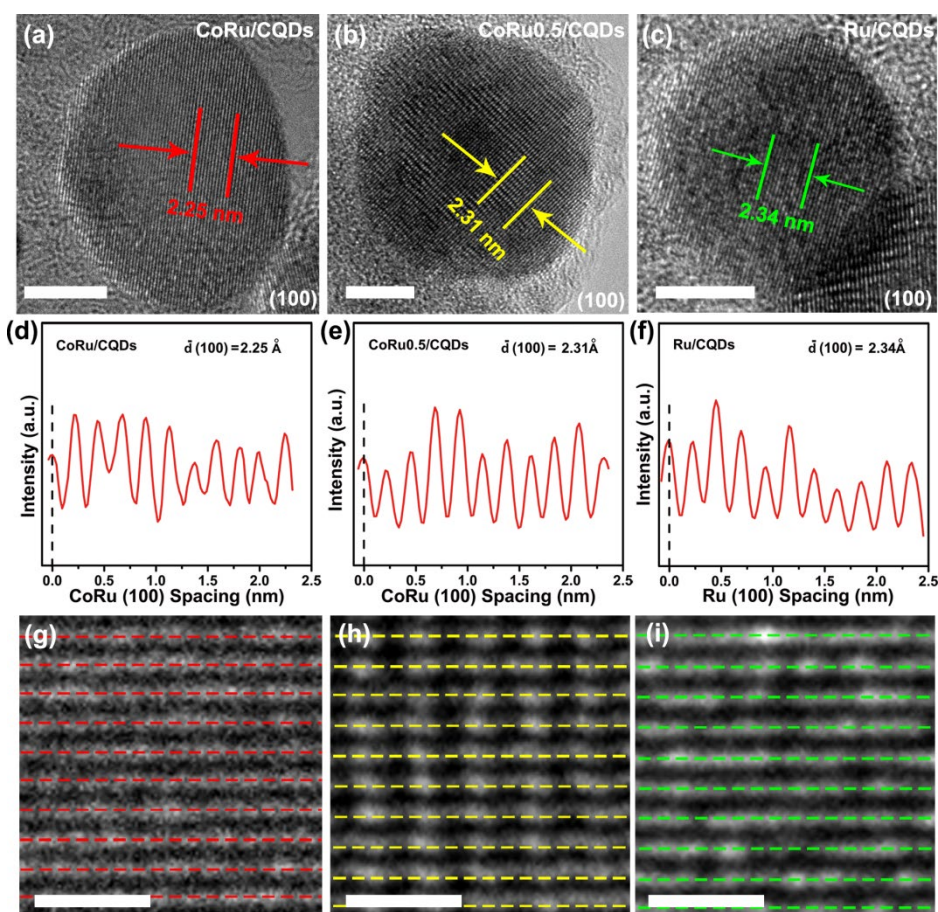 (a) CoRu/CQDs
2.25 nm
(100)
(b) CoRu0.5/CQDs
2.31 nm
(100)
(c) Ru/CQDs
2.34 nm
(100)
(d)
CoRu/CQDs d̄ (100) =2.25 Å
Intensity (a.u.)
0.0 0.5 1.0 1.5 2.0 2.5
CoRu (100) Spacing (nm)
(e)
CoRu0.5/CQDs d̄ (100) =2.31Å
Intensity (a.u.)
0.0 0.5 1.0 1.5 2.0 2.5
CoRu (100) Spacing (nm)
(f)
Ru/CQDs d̄ (100) = 2.34Å
Intensity (a.u.)
0.0 0.5 1.0 1.5 2.0 2.5
Ru (100) Spacing (nm)
(g)
(h)
(i)